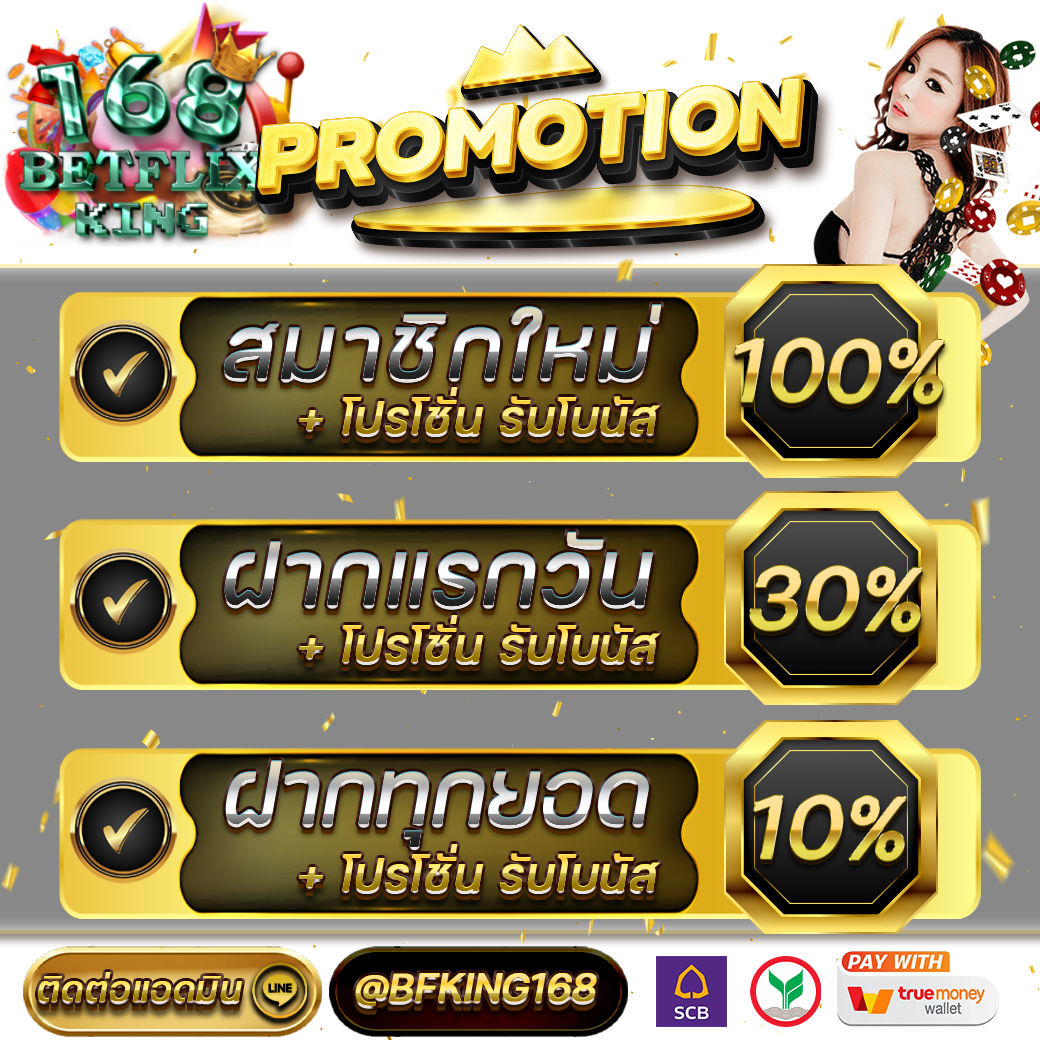 168
BETFLIX
KING
PROMOTION
สมาชิกใหม่
+ โปรโชั่น รับโบนัส
100%
ฝากแรกวัน
+ โปรโชั่น รับโบนัส
30%
ฝากทุกยอด
+ โปรโชั่น รับโบนัส
10%
ติดต่อแอดมิน LINE
@BFKING168
SCB
PAY WITH
truemoney
wallet